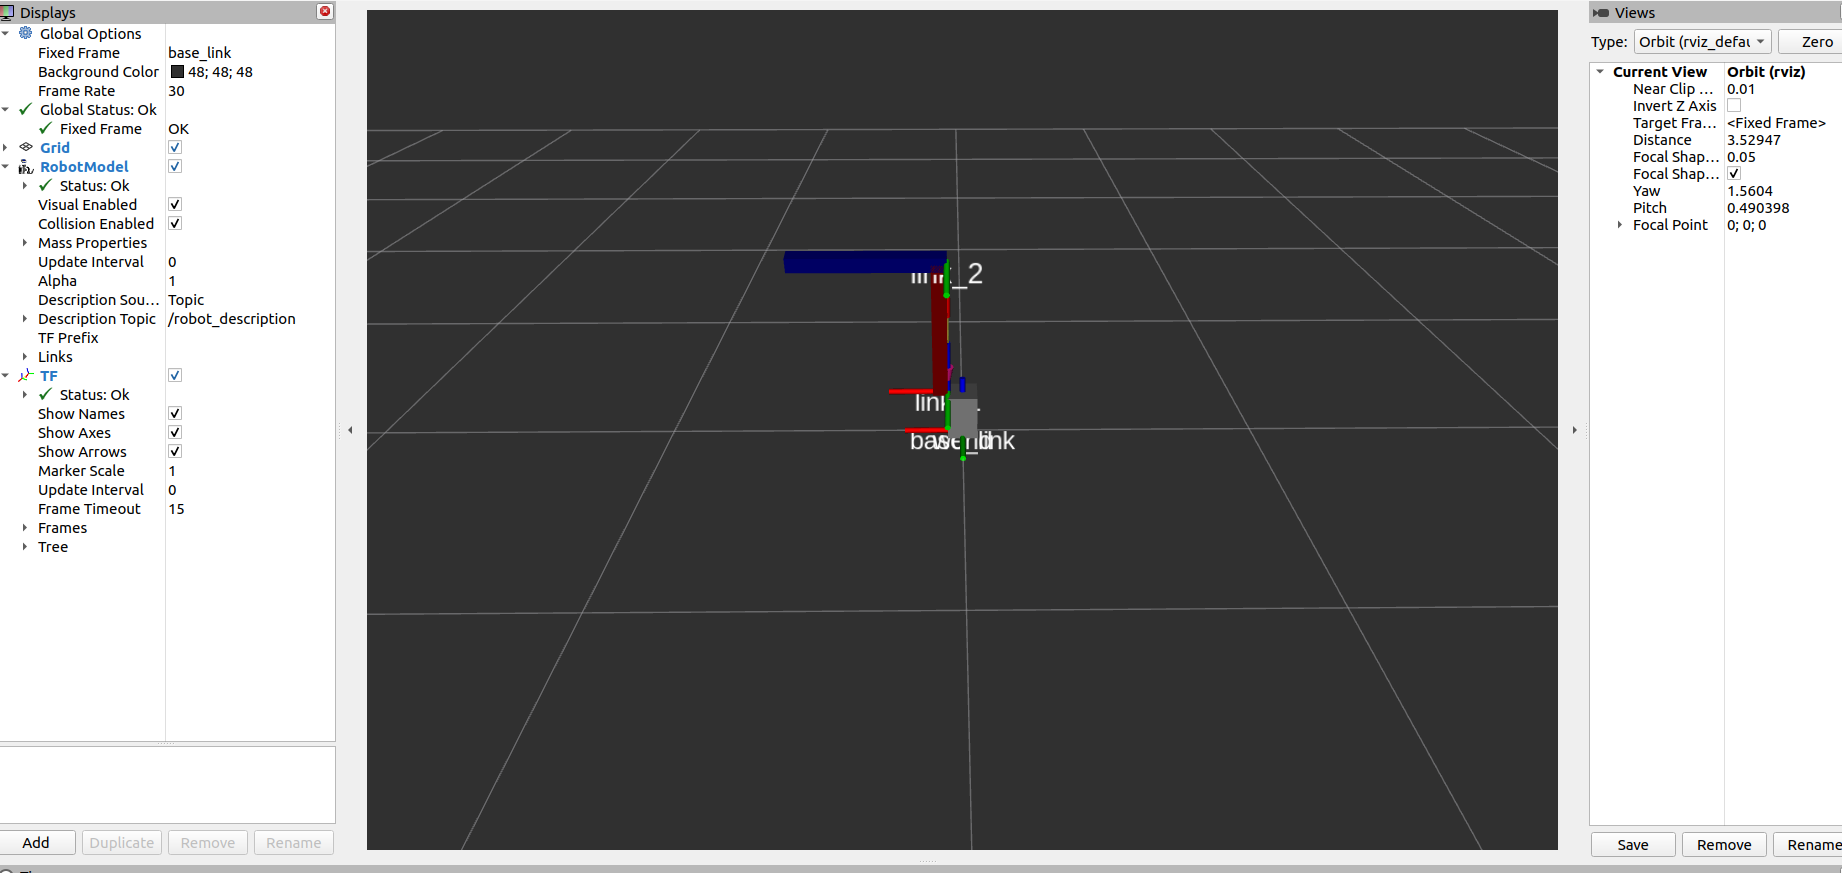 Displays
Global Options
Fixed Frame base_link
Background Color 48; 48; 48
Frame Rate 30
Global Status: Ok
Fixed Frame OK
Grid
RobotModel
Status: Ok
Visual Enabled
Collision Enabled
Mass Properties
Update Interval 0
Alpha 1
Description Sou... Topic
Description Topic /robot_description
TF Prefix
Links
TF
Status: Ok
Show Names
Show Axes
Show Arrows
Marker Scale 1
Update Interval 0
Frame Timeout 15
Frames
Tree
Add Duplicate Remove Rename
link_2
Views
Type: Orbit (rviz_defau Zero
Current View Orbit (rviz)
Near Clip ... 0.01
Invert Z Axis
Target Fra... <Fixed Frame>
Distance 3.52947
Focal Shap... 0.05
Focal Shap...
Yaw 1.5604
Pitch 0.490398
Focal Point 0; 0; 0
Save Remove Rename